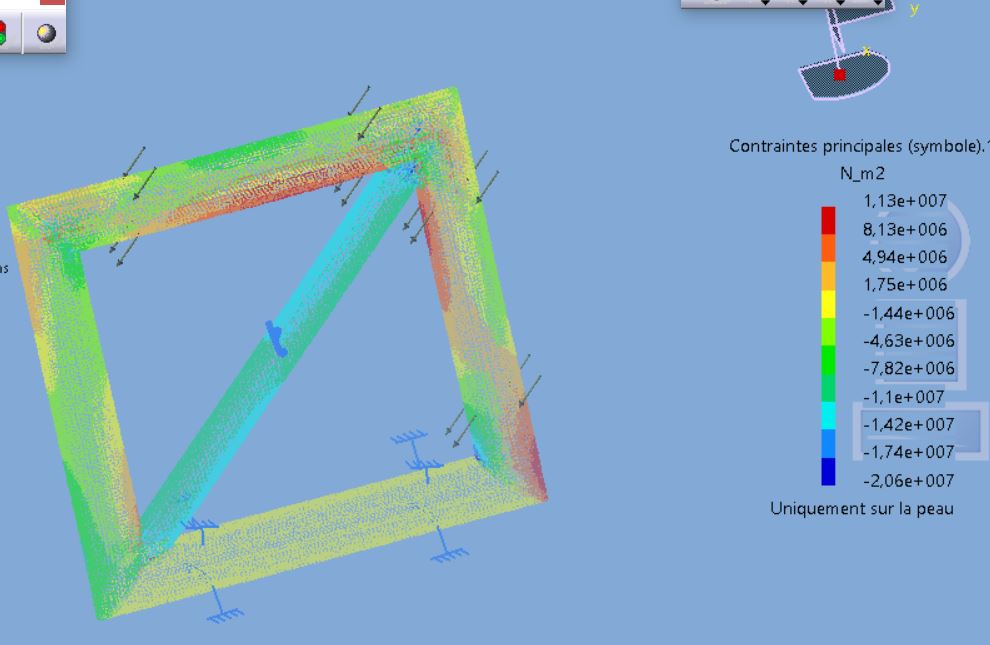 y
x
Contraintes principales (symbole).1
N_m2
1,13e+007
8,13e+006
4,94e+006
1,75e+006
-1,44e+006
-4,63e+006
-7,82e+006
-1,1e+007
-1,42e+007
-1,74e+007
-2,06e+007
Uniquement sur la peau